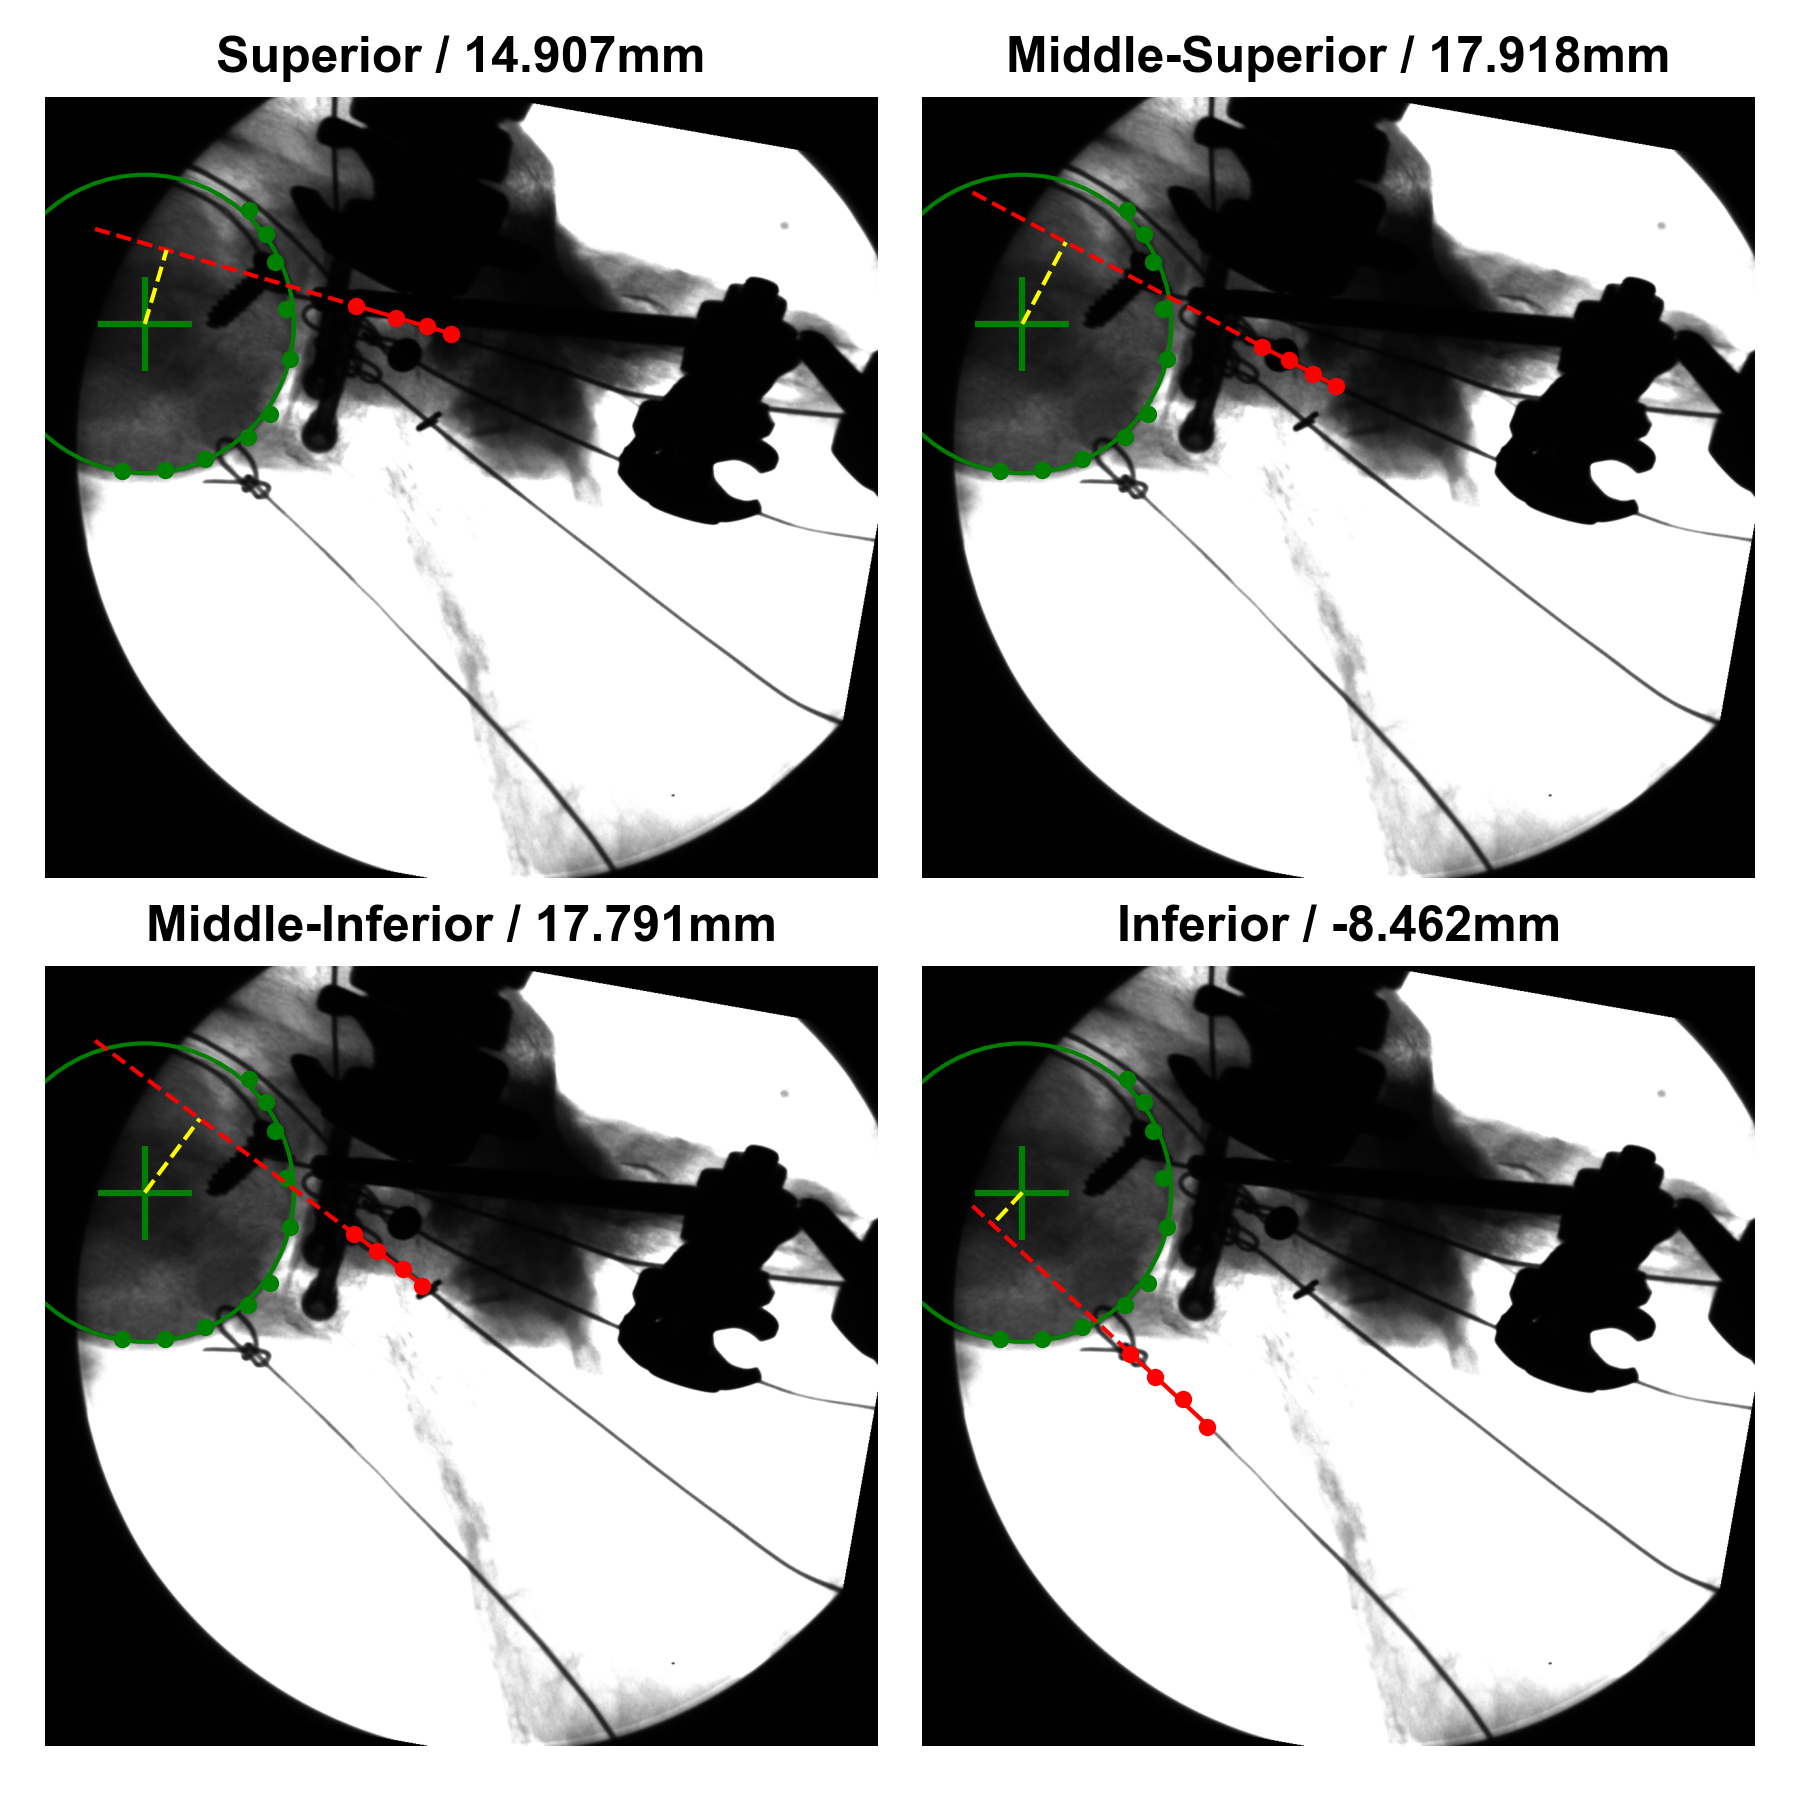 Superior / 14.907mm
Middle-Superior / 17.918mm
Middle-Inferior / 17.791mm
Inferior / -8.462mm